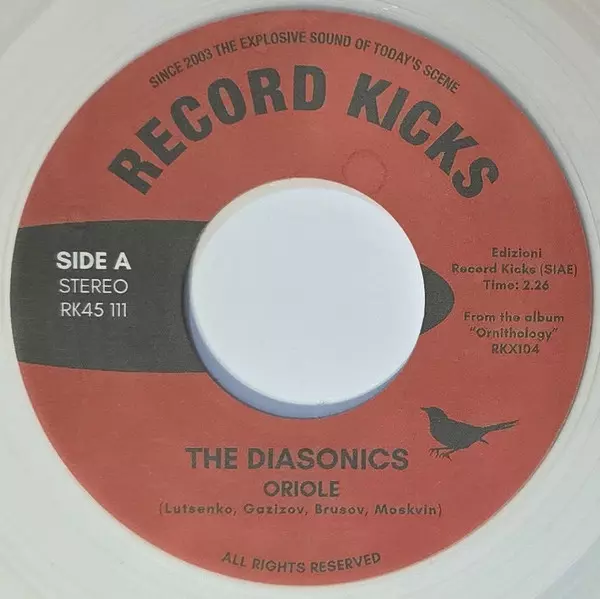 SINCE 2003 THE EXPLOSIVE SOUND OF TODAY'S SCENE
RECORD KICKS
SIDE A
STEREO
RK45 111
Edizioni
Record Kicks (SIAE)
Time: 2.26
From the album
"Ornithology"
RKX104
THE DIASONICS
ORIOLE
(Lutsenko, Gazizov, Brusov, Moskvin)
ALL RIGHTS RESERVED